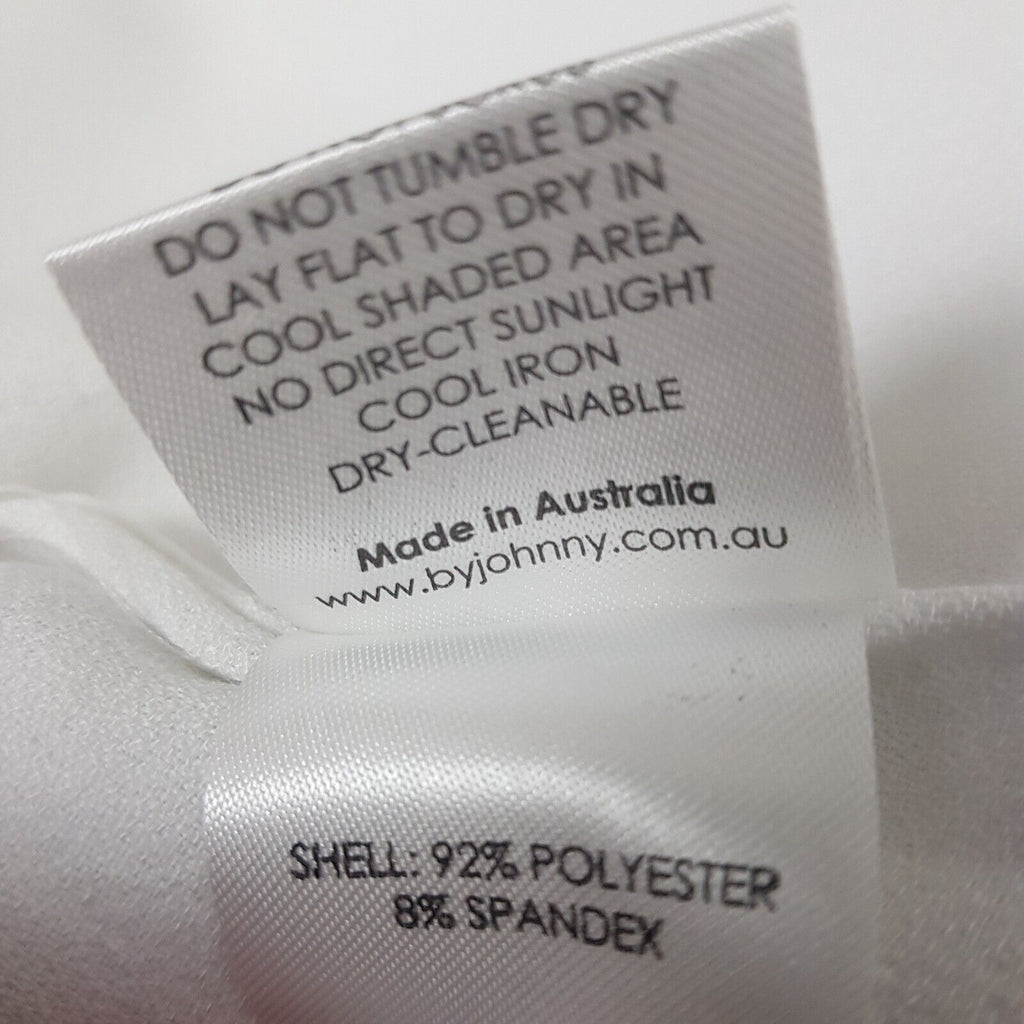 DO NOT TUMBLE DRY
LAY FLAT TO DRY IN
COOL SHADED AREA
NO DIRECT SUNLIGHT
COOL IRON
DRY-CLEANABLE
Made in Australia
www.byjohnny.com.au
SHELL: 92% POLYESTER
8% SPANDEX